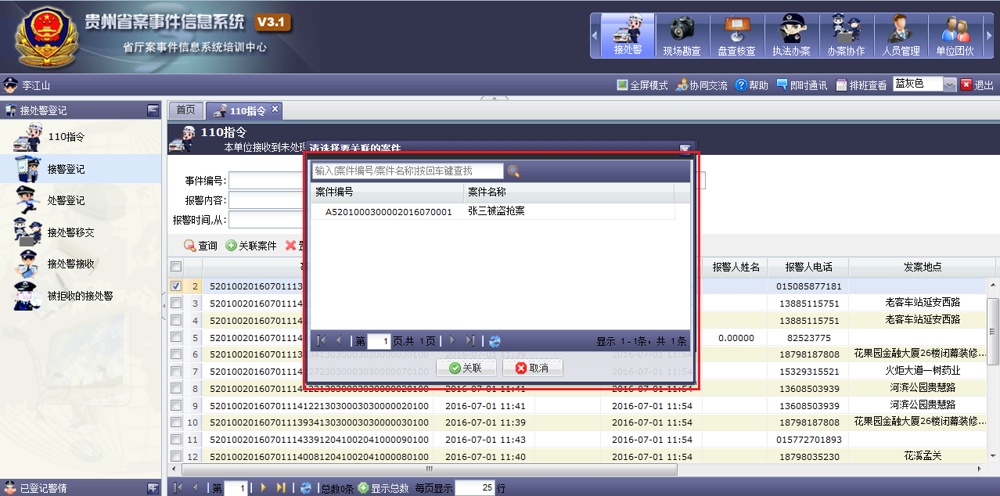 贵州省案事件信息系统 V3.1
省厅案事件信息系统培训中心
接处警 现场勘查 盘查核查 执法办案 办案协作 人员管理 单位团伙
李江山
全屏模式 协同交流 帮助 即时通讯 排班查看 蓝灰色 退出
接处警登记
110指令
接警登记
处警登记
接处警移交
接处警接收
被拒收的接处警
已登记警情
首页 110指令
110指令
本单位接收到未处理
事件编号:
报警内容:
报警时间,从:
查询 关联案件
请选择要关联的案件
输入[案件编号/案件名称]按回车键查找
案件编号 案件名称
A5201000300002016070001 张三被盗抢案
第 1 页,共 1页 显示 1 - 1条，共 1条
关联 取消
报警人姓名 报警人电话 发案地点
2 52010020160701113 015085877181
3 52010020160701114 13885115751 老客车站延安西路
4 52010020160701114 13885115751 老客车站延安西路
5 52010020160701114 0.00000 82523775
6 52010020160701113 18798187808 花果园金融大厦26楼闭幕装修...
7 52010020160701114 15329315521 火炬大道一树药业
8 2016-07-01 11:41 2016-07-01 11:54 13608503939 河滨公园贵慧路
9 520100201607011141221303000303000020100 2016-07-01 11:41 2016-07-01 11:54 13608503939 河滨公园贵慧路
10 520100201607011139341303000303000030100 2016-07-01 11:39 2016-07-01 11:54 18798187808 花果园金融大厦26楼闭幕装修...
11 520100201607011143391204100204100090100 2016-07-01 11:43 2016-07-01 11:54 015772701893
12 520100201607011140081204100204100080100 2016-07-01 11:40 2016-07-01 11:54 18798035230 花溪孟关
第 1 总数0条 显示总数 每页显示 25 行